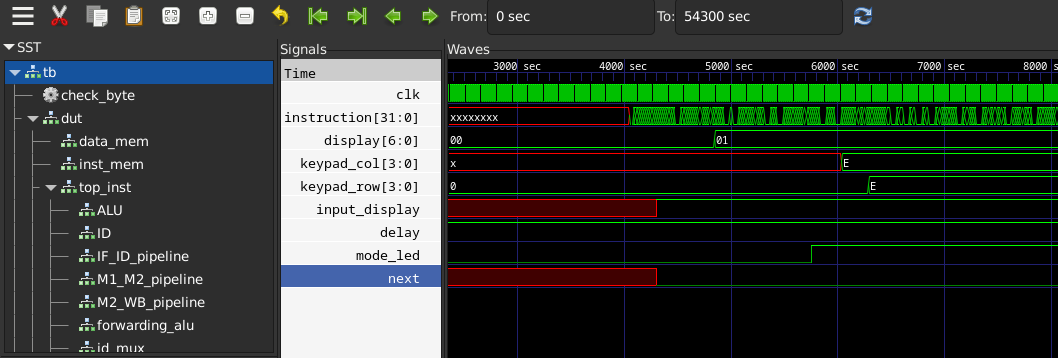 From: 0 sec To: 54300 sec
SST
tb
check_byte
dut
data_mem
inst_mem
top_inst
ALU
ID
IF_ID_pipeline
M1_M2_pipeline
M2_WB_pipeline
forwarding_alu
id_mux
Signals
Time
clk
instruction[31:0]
display[6:0]
keypad_col[3:0]
keypad_row[3:0]
input_display
delay
mode_led
next
Waves
3000 sec 4000 sec 5000 sec 6000 sec 7000 sec 8000 s
xxxxxxxx
00 01
x E
0 E